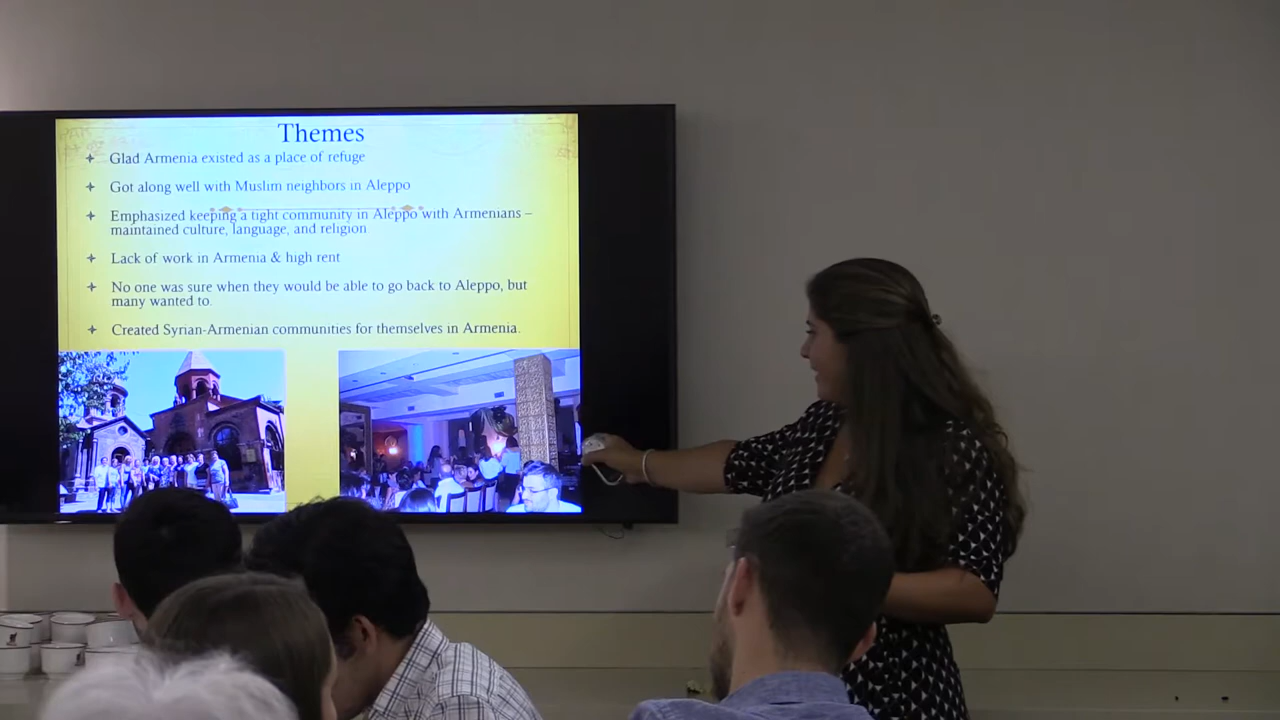 Themes
Glad Armenia existed as a place of refuge
Got along well with Muslim neighbors in Aleppo
Emphasized keeping a tight community in Aleppo with Armenians –
maintained culture, language, and religion
Lack of work in Armenia & high rent
No one was sure when they would be able to go back to Aleppo, but
many wanted to.
Created Syrian-Armenian communities for themselves in Armenia.